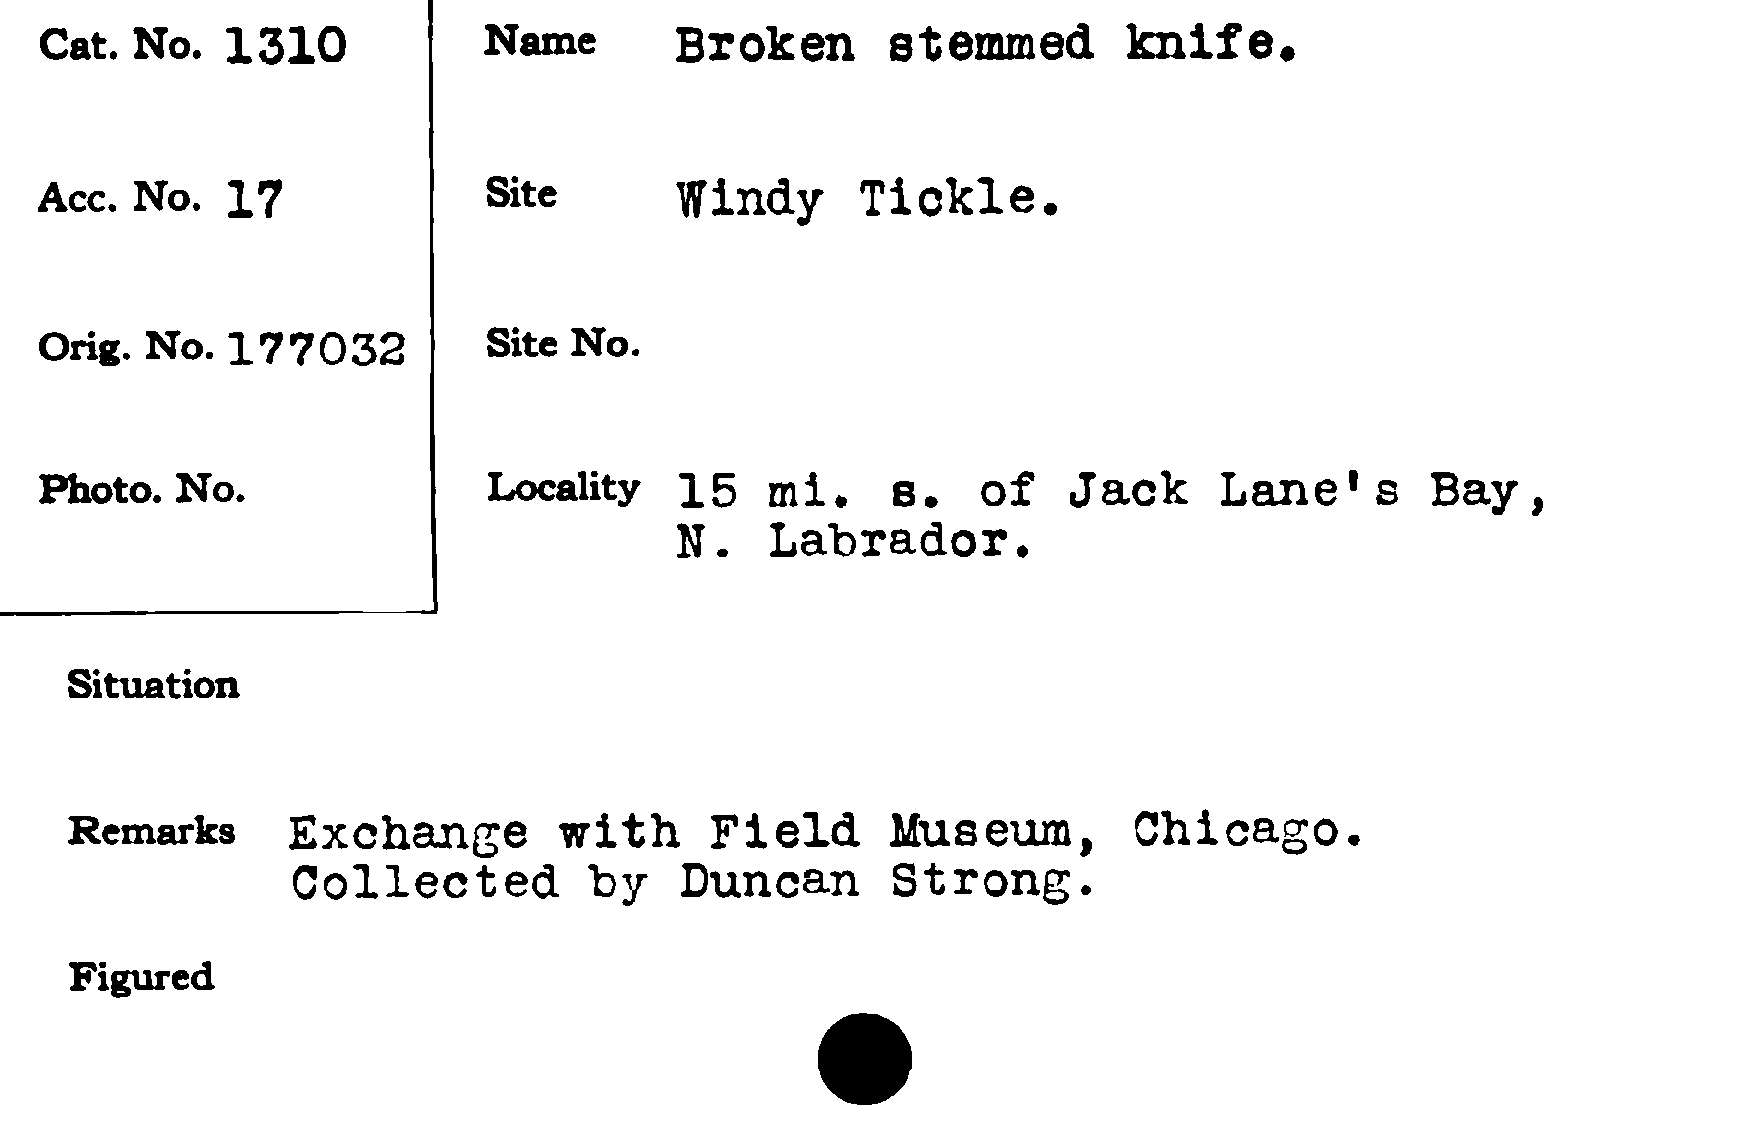 Cat. No. 1310
Name Broken stemmed knife.
Acc. No. 17
Site Windy Tickle.
Orig. No. 177032
Site No.
Photo. No.
Locality 15 mi. s. of Jack Lane's Bay,
N. Labrador.
Situation
Remarks Exchange with Field Museum, Chicago.
Collected by Duncan Strong.
Figured